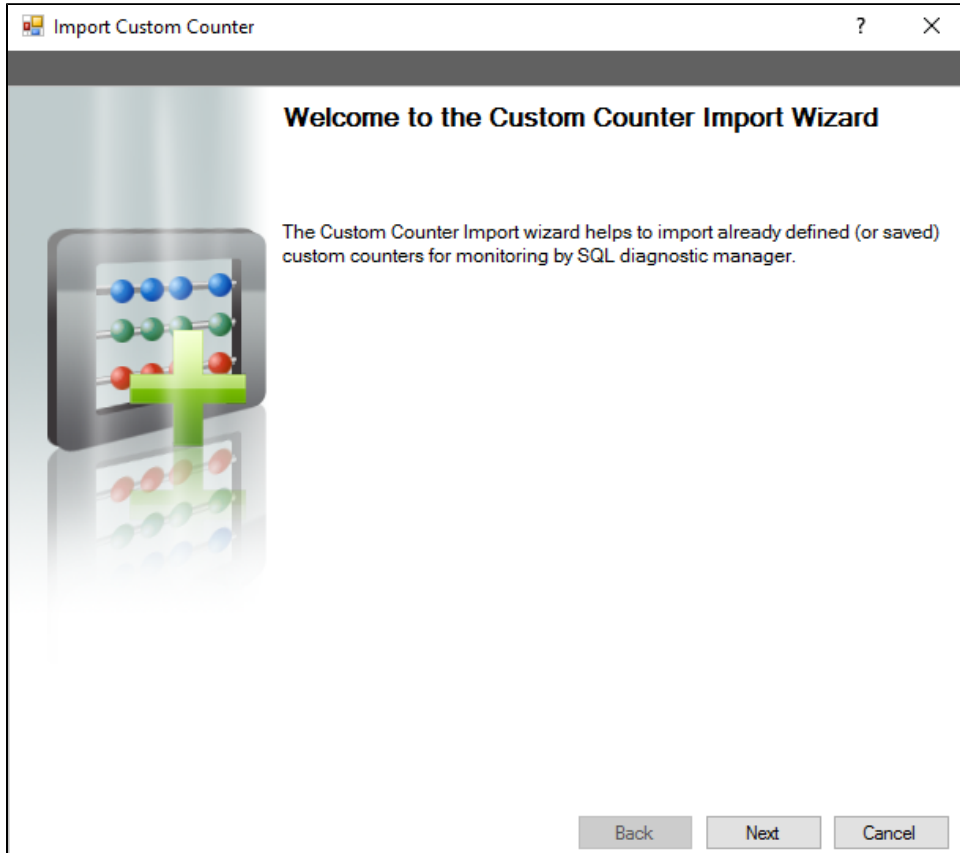 Import Custom Counter
?
Welcome to the Custom Counter Import Wizard
The Custom Counter Import wizard helps to import already defined (or saved)
custom counters for monitoring by SQL diagnostic manager.
Back
Next
Cancel